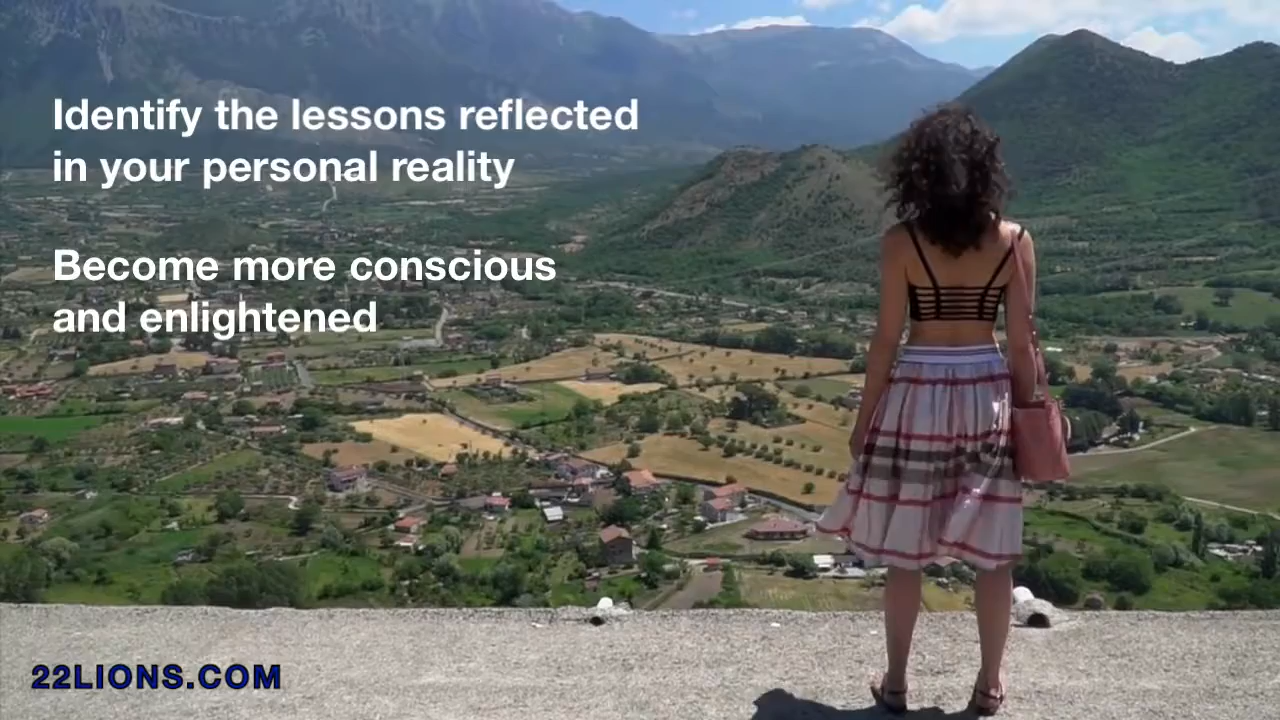 Identify the lessons reflected
in your personal reality
Become more conscious
and enlightened
22LIONS.COM